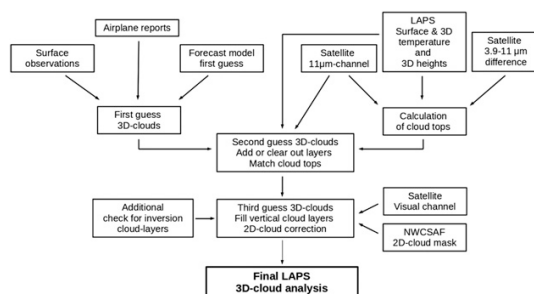 Airplane reports
Surface
observations
Forecast model
first guess
Satellite
11µm-channel
LAPS
Surface & 3D
temperature
and
3D heights
Satellite
3.9-11 µm
difference
First guess
3D-clouds
Calculation
of cloud tops
Second guess 3D-clouds
Add or clear out layers
Match cloud tops
Additional
check for inversion
cloud-layers
Third guess 3D-clouds
Fill vertical cloud layers
2D-cloud correction
Satellite
Visual channel
NWCSAF
2D-cloud mask
Final LAPS
3D-cloud analysis